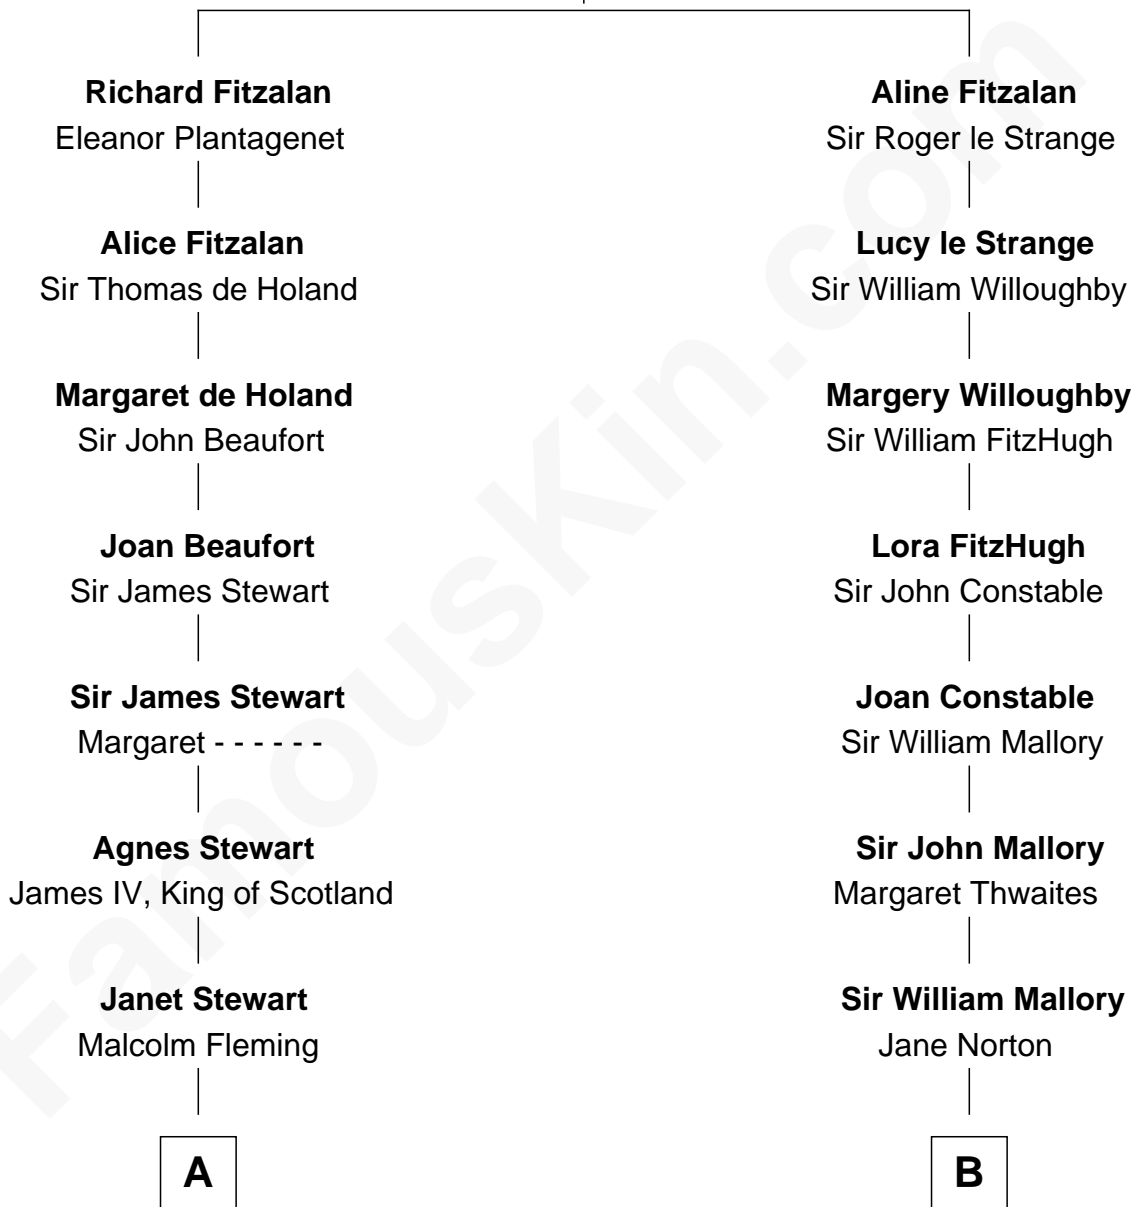 Richard Fitzalan
Eleanor Plantagenet
Alice Fitzalan
Sir Thomas de Holand
Margaret de Holand
Sir John Beaufort
Joan Beaufort
Sir James Stewart
Sir James Stewart
Margaret - - - - - -
Agnes Stewart
James IV, King of Scotland
Janet Stewart
Malcolm Fleming
A
Aline Fitzalan
Sir Roger le Strange
Lucy le Strange
Sir William Willoughby
Margery Willoughby
Sir William FitzHugh
Lora FitzHugh
Sir John Constable
Joan Constable
Sir William Mallory
Sir John Mallory
Margaret Thwaites
Sir William Mallory
Jane Norton
B
FamousKin.com